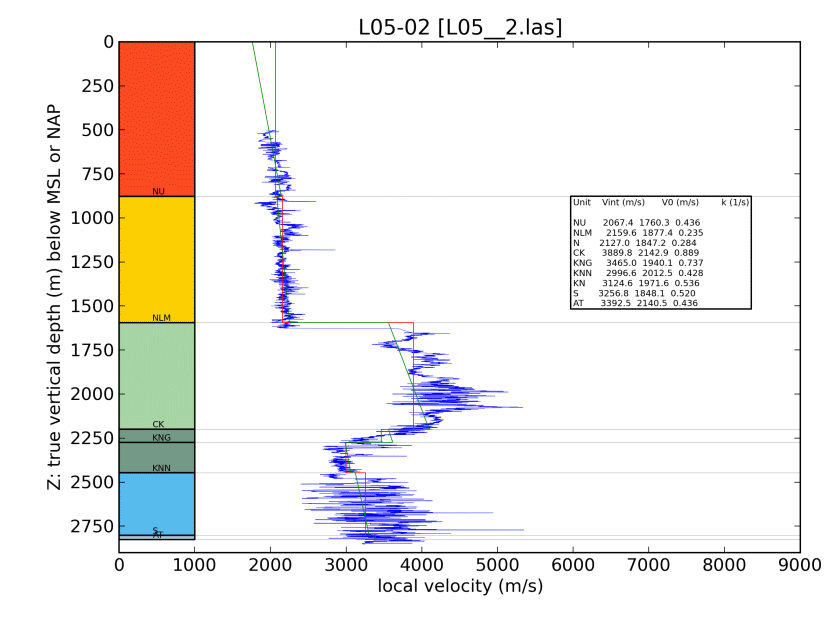 L05-02 [L05__2.las]
0
250
500
750
1000
1250
1500
1750
2000
2250
2500
2750
Z: true vertical depth (m) below MSL or NAP
NU
NLM
CK
KNG
KNN
S
AT
Unit Vint (m/s) V0 (m/s) k (1/s)
NU 2067.4 1760.3 0.436
NLM 2159.6 1877.4 0.235
N 2127.0 1847.2 0.284
CK 3889.8 2142.9 0.889
KNG 3465.0 1940.1 0.737
KNN 2996.6 2012.5 0.428
KN 3124.6 1971.6 0.536
S 3256.8 1848.1 0.520
AT 3392.5 2140.5 0.436
0 1000 2000 3000 4000 5000 6000 7000 8000 9000
local velocity (m/s)